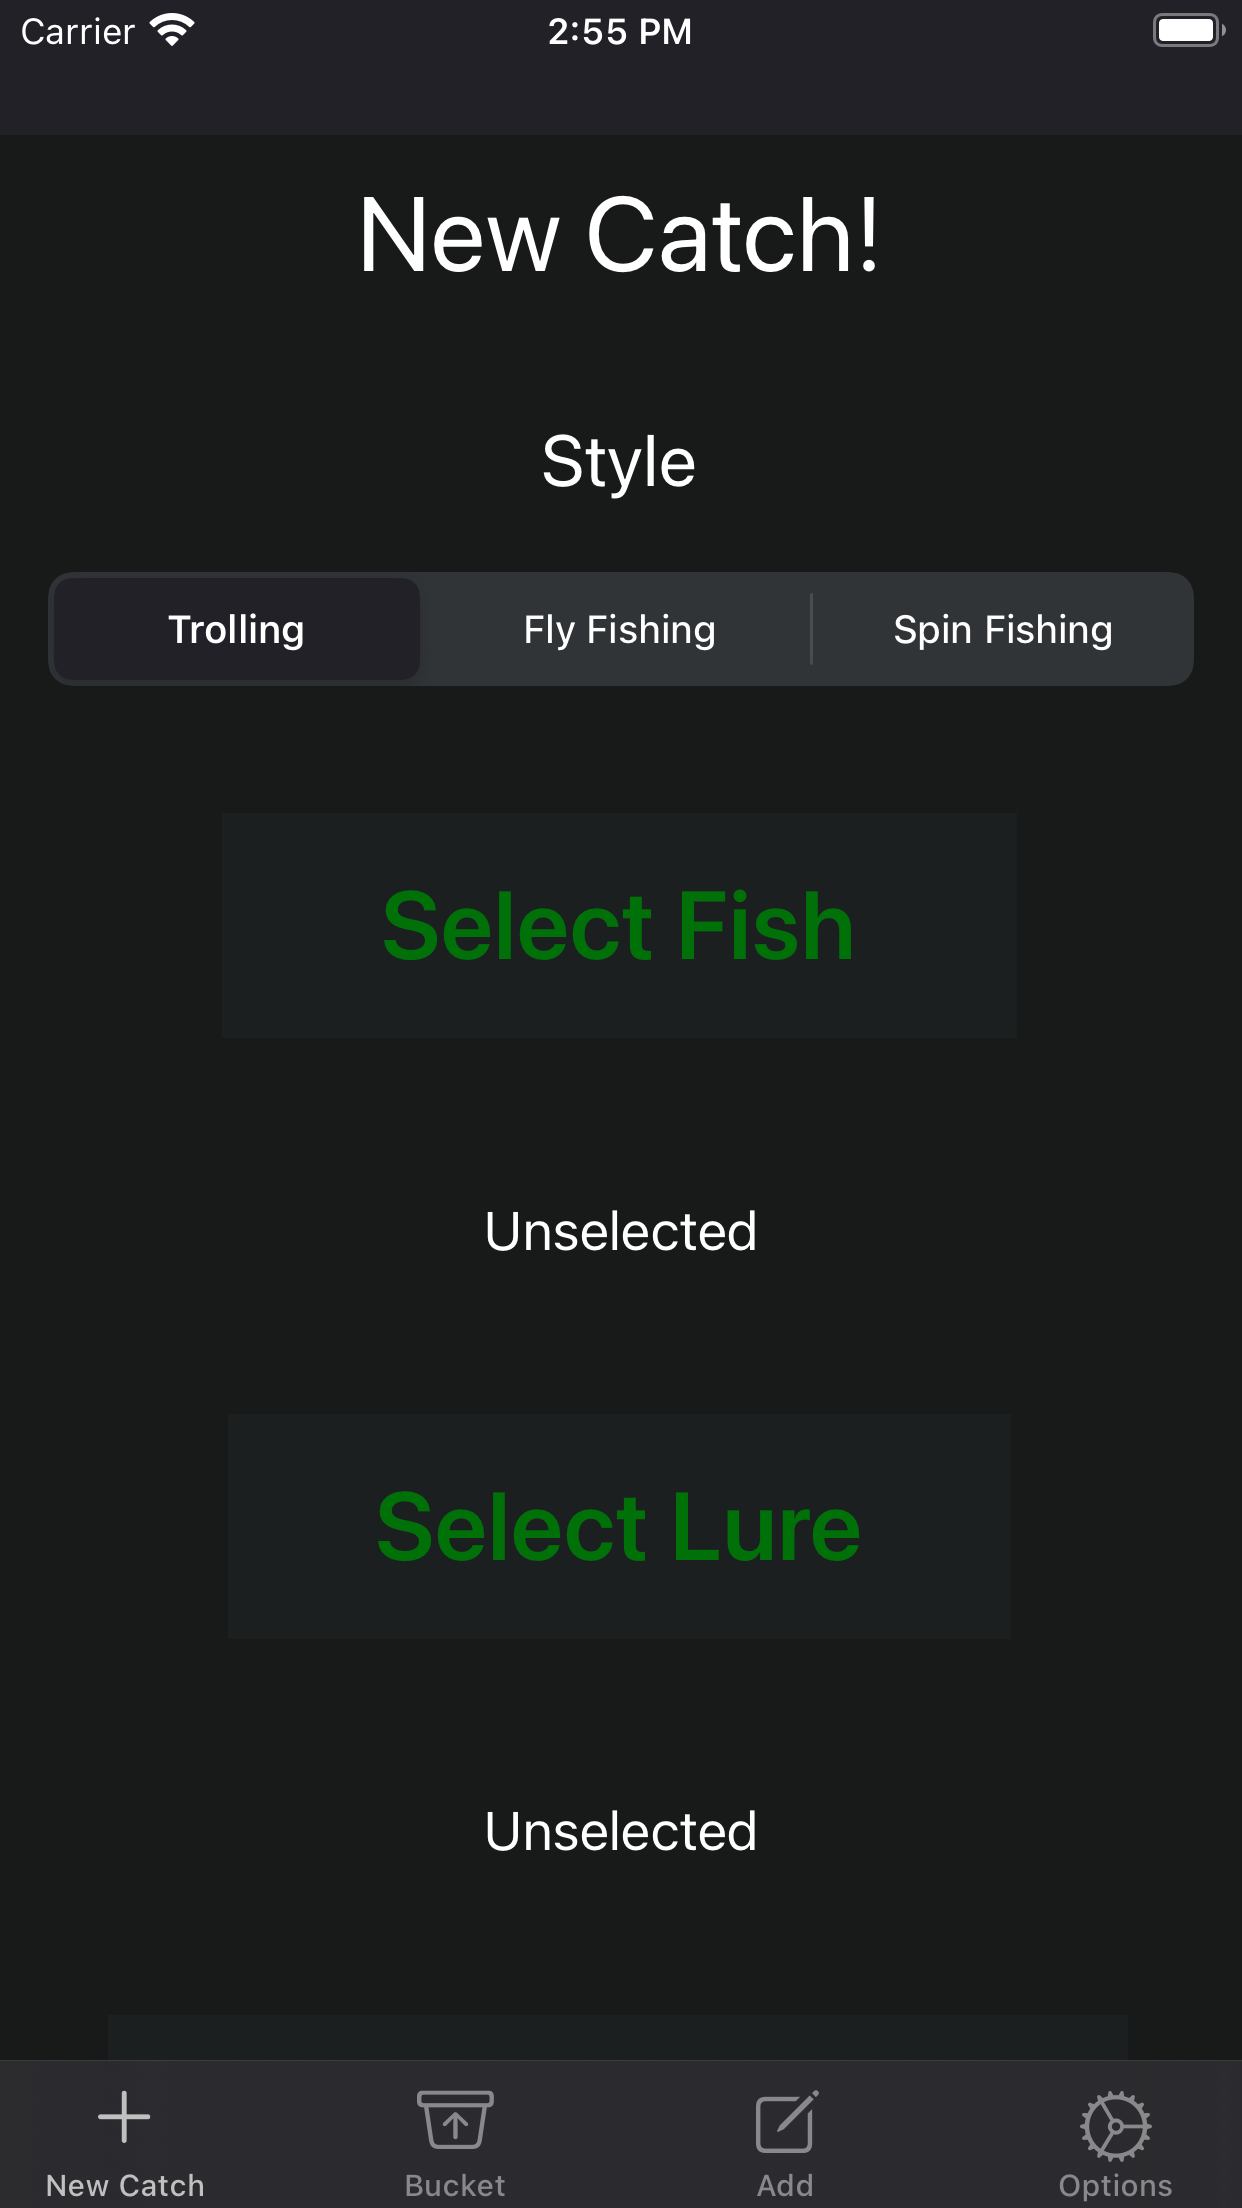 Carrier 2:55 PM
New Catch!
Style
Trolling Fly Fishing Spin Fishing
Select Fish
Unselected
Select Lure
Unselected
New Catch Bucket Add Options